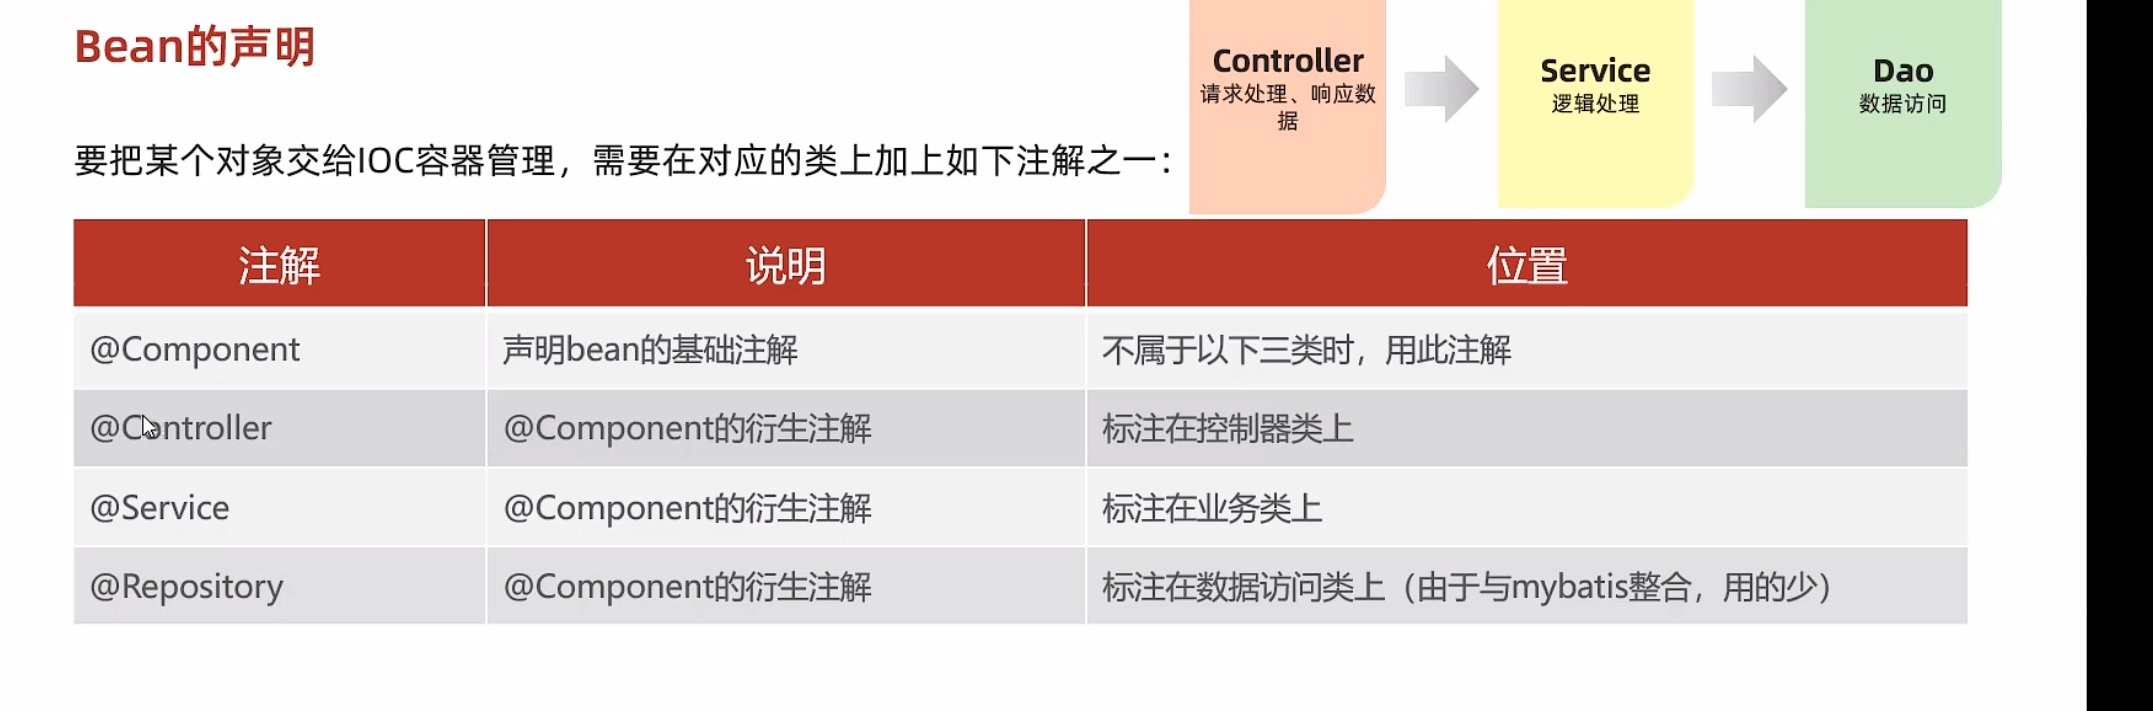 Bean的声明
Controller
请求处理、响应数
据
Service
逻辑处理
Dao
数据访问
要把某个对象交给IOC容器管理，需要在对应的类上加上如下注解之一：
注解 说明 位置
@Component 声明bean的基础注解 不属于以下三类时，用此注解
@Controller @Component的衍生注解 标注在控制器类上
@Service @Component的衍生注解 标注在业务类上
@Repository @Component的衍生注解 标注在数据访问类上（由于与mybatis整合，用的少）